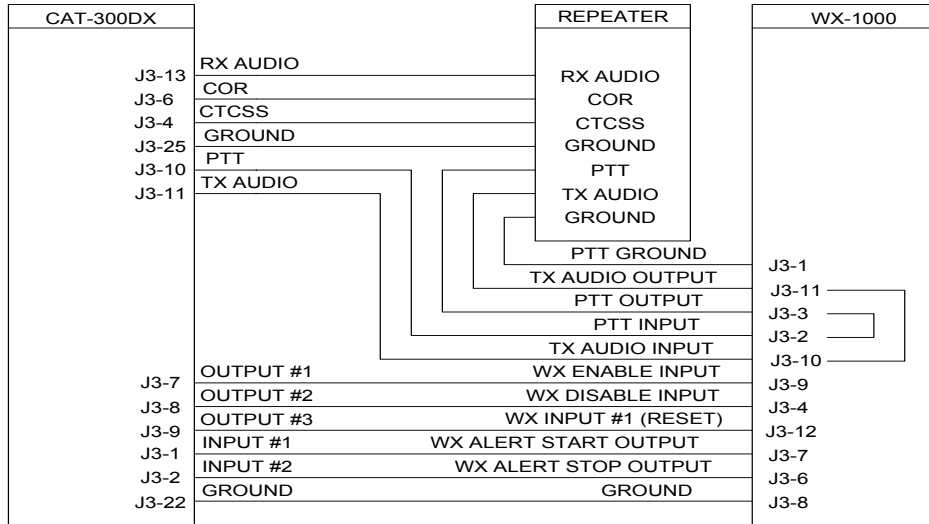 CAT-300DX REPEATER WX-1000
J3-13 RX AUDIO RX AUDIO
J3-6 COR COR
J3-4 CTCSS CTCSS
J3-25 GROUND GROUND
J3-10 PTT PTT
J3-11 TX AUDIO TX AUDIO
GROUND
PTT GROUND J3-1
TX AUDIO OUTPUT J3-11
PTT OUTPUT J3-3
PTT INPUT J3-2
TX AUDIO INPUT J3-10
J3-7 OUTPUT #1 WX ENABLE INPUT J3-9
J3-8 OUTPUT #2 WX DISABLE INPUT J3-4
J3-9 OUTPUT #3 WX INPUT #1 (RESET) J3-12
J3-1 INPUT #1 WX ALERT START OUTPUT J3-7
J3-2 INPUT #2 WX ALERT STOP OUTPUT J3-6
J3-22 GROUND GROUND J3-8